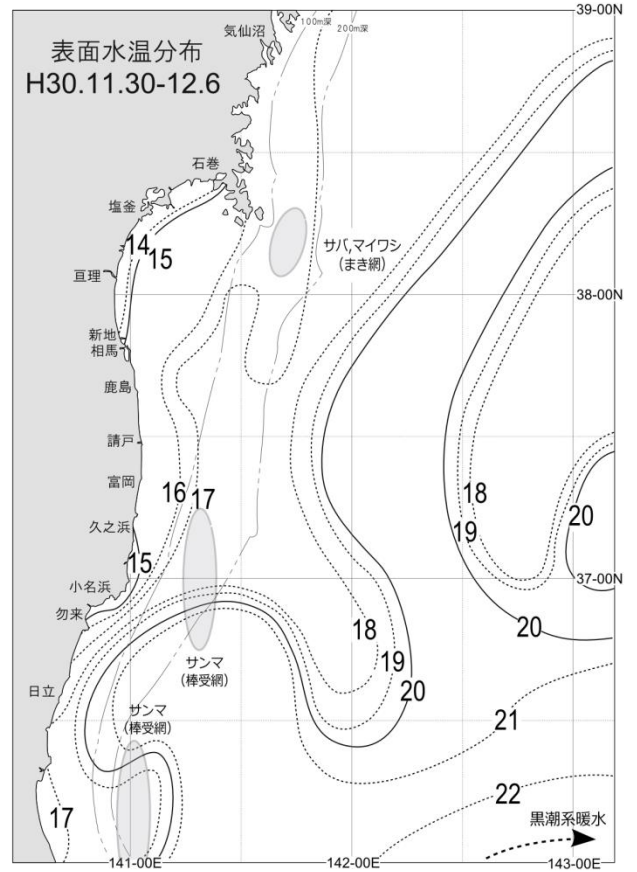 39-00N
100m深
200m深
気仙沼
表面水温分布
H30.11.30-12.6
石巻
塩釜
サバ,マイワシ
(まき網)
14
15
亘理
38-00N
新地
相馬
鹿島
請戸
富岡
16
17
18
19
20
久之浜
15
37-00N
小名浜
勿来
18
19
20
20
サンマ
(棒受網)
日立
サンマ
(棒受網)
21
22
17
黒潮系暖水
141-00E
142-00E
143-00E